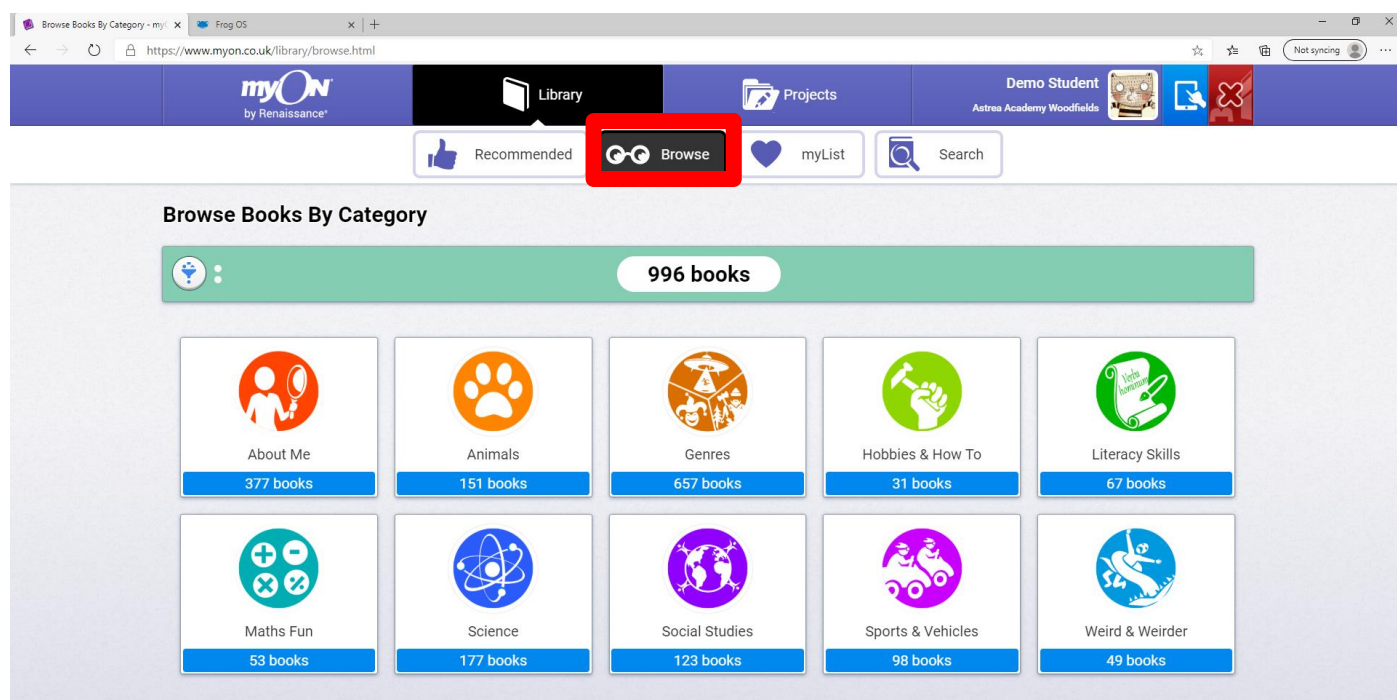 Browse Books By Category - my
Frog OS
https://www.myon.co.uk/library/browse.html
Not syncing
myON
by Renaissance®
Library
Projects
Demo Student
Astrea Academy Woodfields
Recommended
Browse
myList
Search
Browse Books By Category
:
996 books
About Me
377 books
Animals
151 books
Genres
657 books
Hobbies & How To
31 books
Verba
hominum
Literacy Skills
67 books
Maths Fun
53 books
Science
177 books
Social Studies
123 books
Sports & Vehicles
98 books
Weird & Weirder
49 books